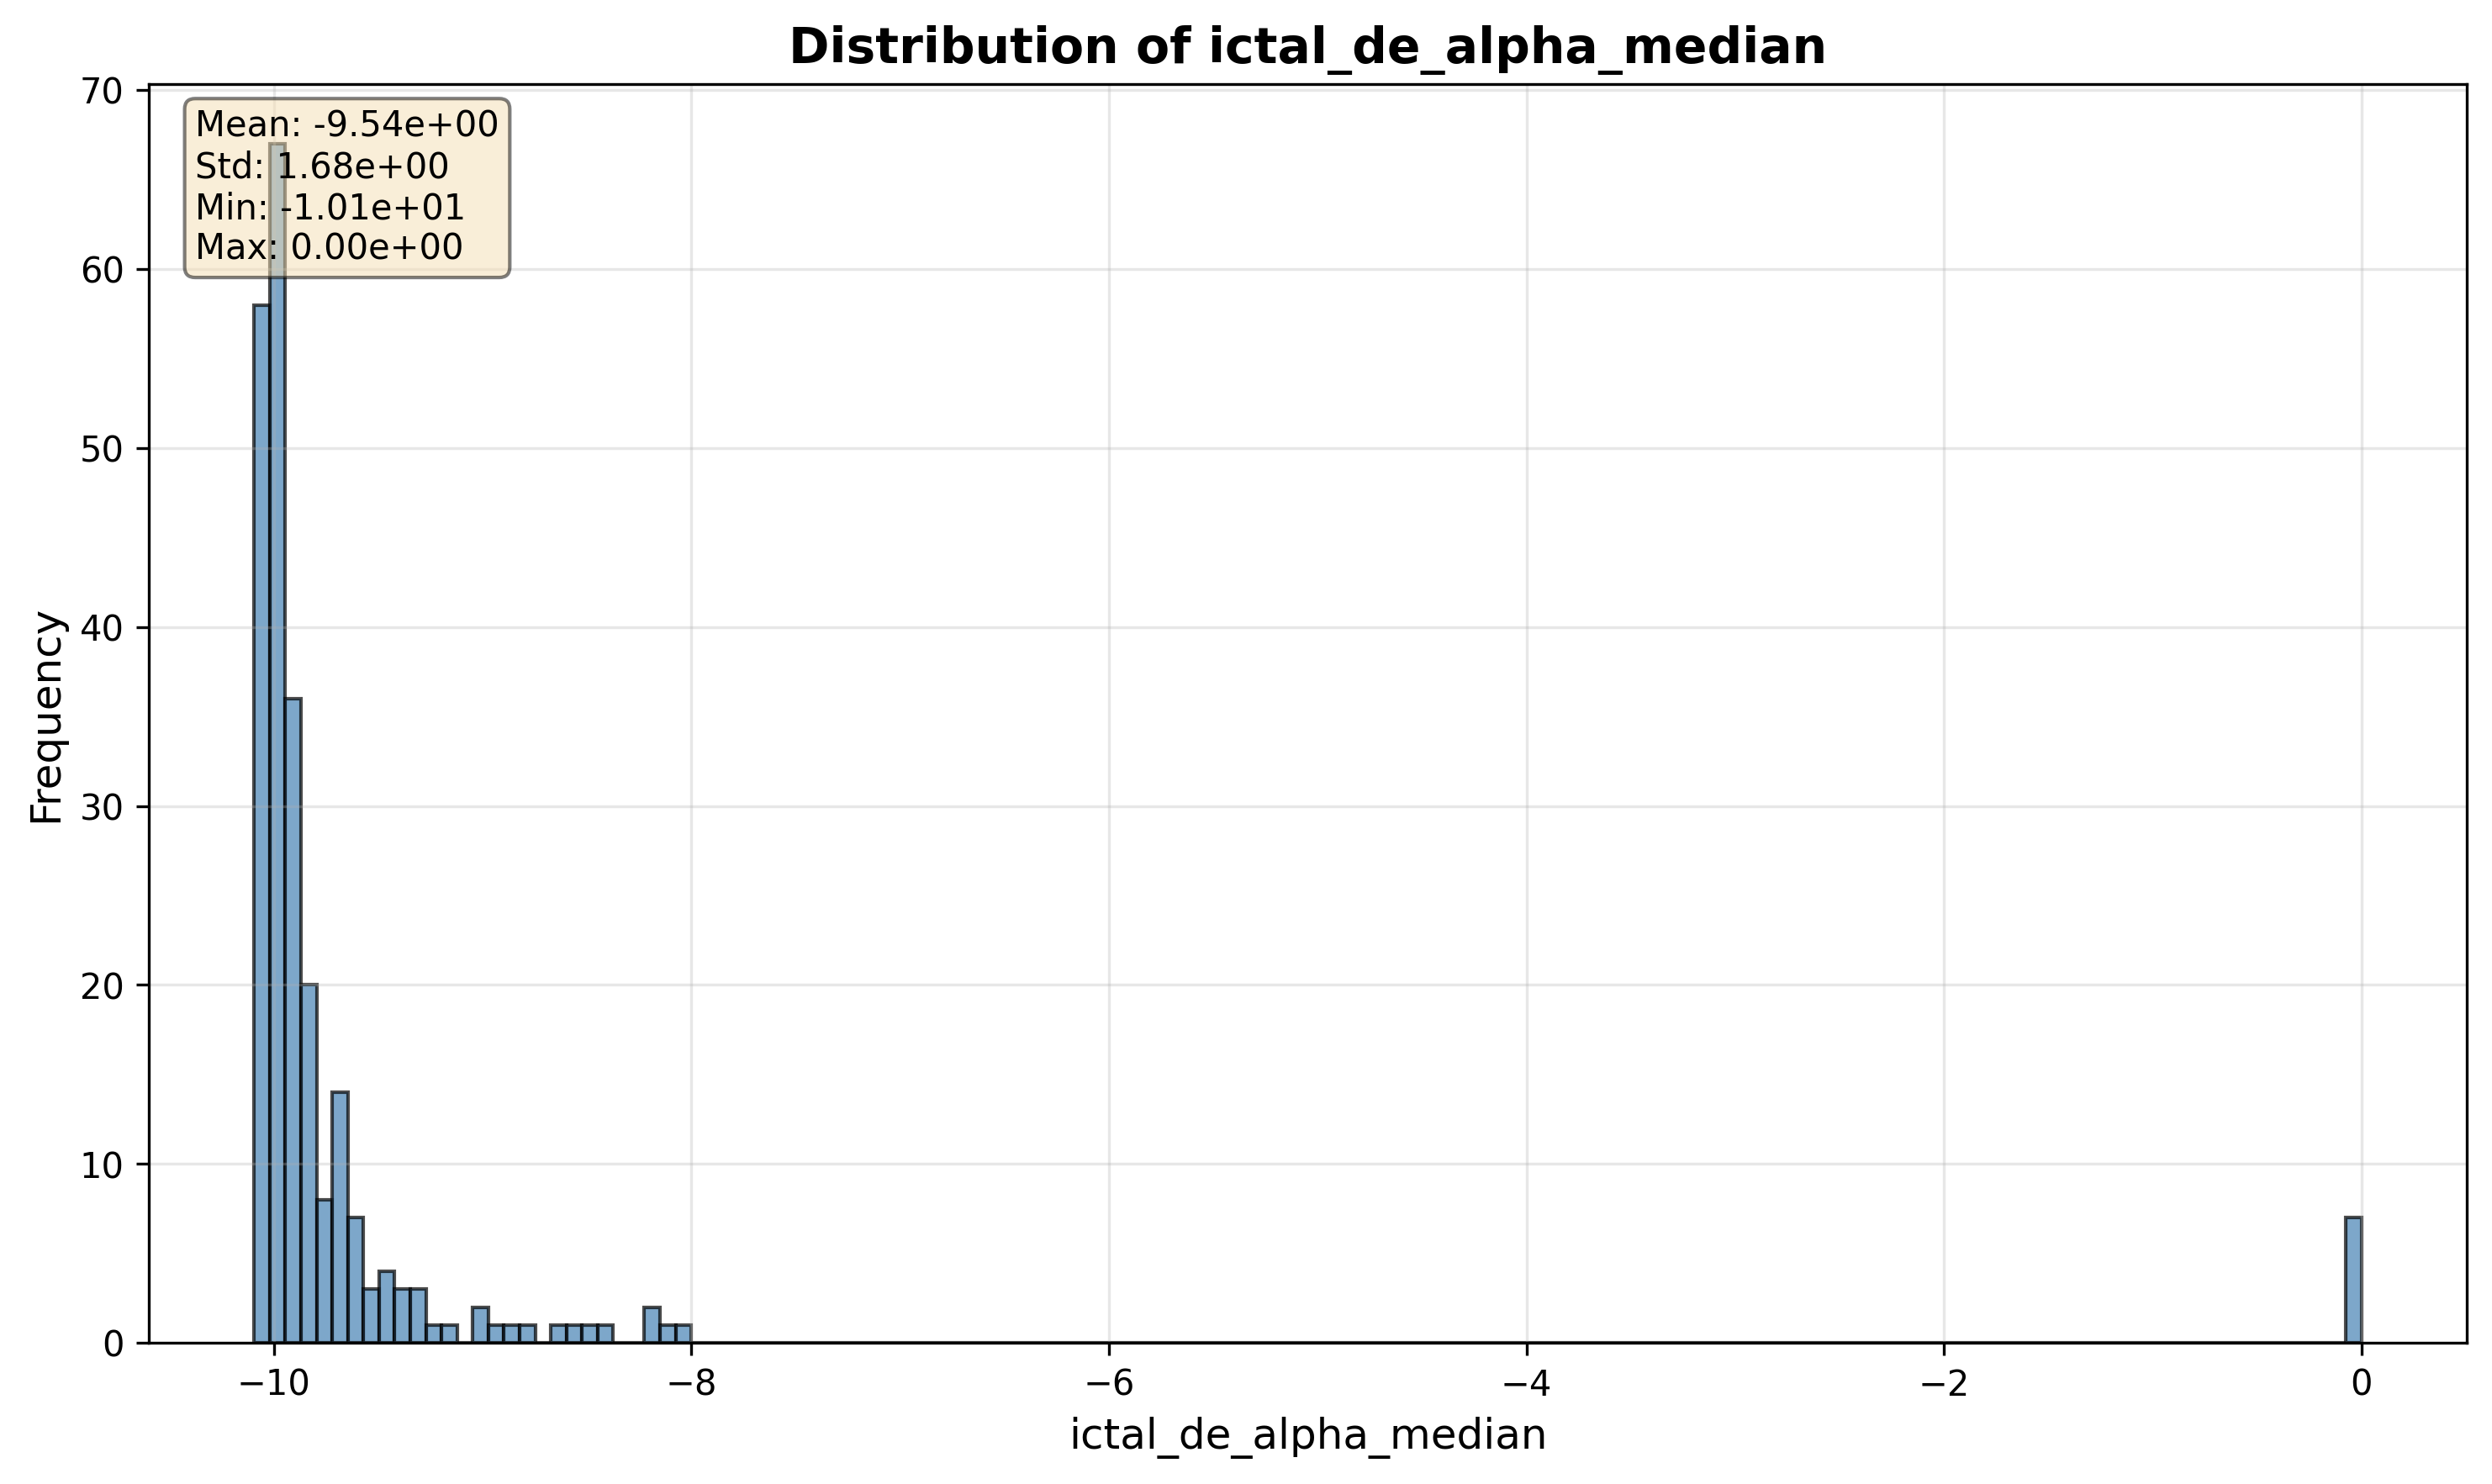 Distribution of ictal_de_alpha_median
70
60
50
40
30
20
10
0
Frequency
Mean: -9.54e+00
Std: 1.68e+00
Min: -1.01e+01
Max: 0.00e+00
−10
−8
−6
−4
−2
0
ictal_de_alpha_median